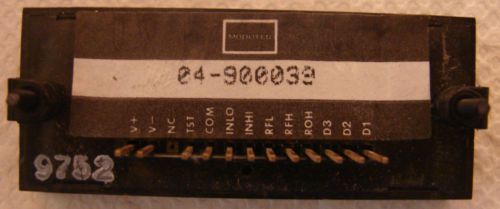 MODUTEC
04-900039
V+ V- NC TST COM INLO INHI RFL RFH ROH D3 D2 D1
9752